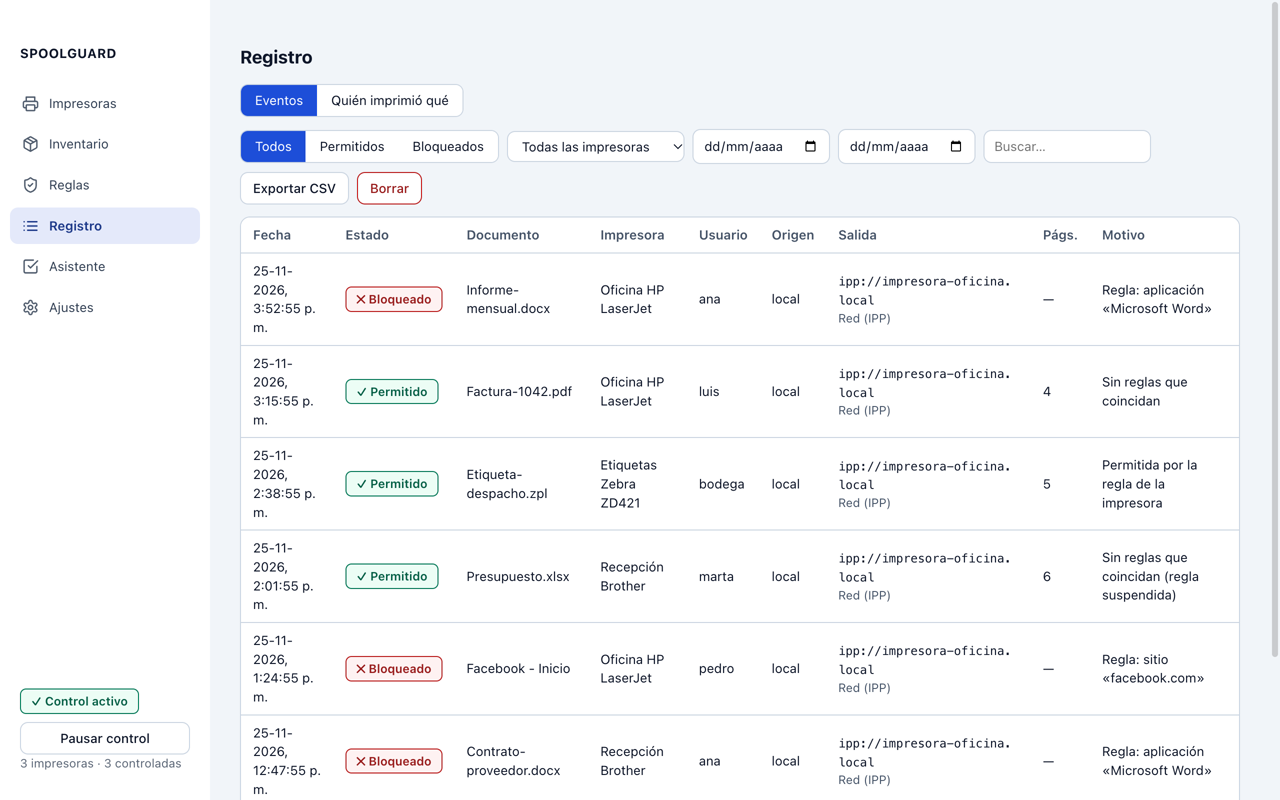 SPOOLGUARD
Impresoras
Inventario
Reglas
Registro
Asistente
Ajustes
✓ Control activo
Pausar control
3 impresoras · 3 controladas
Registro
Eventos Quién imprimió qué
Todos Permitidos Bloqueados Todas las impresoras dd/mm/aaaa dd/mm/aaaa Buscar...
Exportar CSV Borrar
Fecha Estado Documento Impresora Usuario Origen Salida Págs. Motivo
25-11-
2026,
3:52:55 p.
m.
✕ Bloqueado
Informe-
mensual.docx
Oficina HP
LaserJet
ana
local
ipp://impresora-oficina.
local
Red (IPP)
—
Regla: aplicación
«Microsoft Word»
25-11-
2026,
3:15:55 p.
m.
✓ Permitido
Factura-1042.pdf
Oficina HP
LaserJet
luis
local
ipp://impresora-oficina.
local
Red (IPP)
4
Sin reglas que
coincidan
25-11-
2026,
2:38:55 p.
m.
✓ Permitido
Etiqueta-
despacho.zpl
Etiquetas
Zebra
ZD421
bodega
local
ipp://impresora-oficina.
local
Red (IPP)
5
Permitida por la
regla de la
impresora
25-11-
2026,
2:01:55 p.
m.
✓ Permitido
Presupuesto.xlsx
Recepción
Brother
marta
local
ipp://impresora-oficina.
local
Red (IPP)
6
Sin reglas que
coincidan (regla
suspendida)
25-11-
2026,
1:24:55 p.
m.
✕ Bloqueado
Facebook - Inicio
Oficina HP
LaserJet
pedro
local
ipp://impresora-oficina.
local
Red (IPP)
—
Regla: sitio
«facebook.com»
25-11-
2026,
12:47:55 p.
m.
✕ Bloqueado
Contrato-
proveedor.docx
Recepción
Brother
ana
local
ipp://impresora-oficina.
local
Red (IPP)
—
Regla: aplicación
«Microsoft Word»